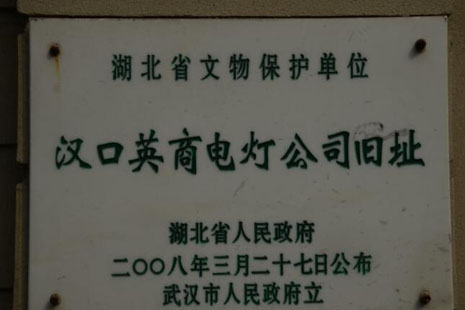 湖北省文物保护单位
汉口英商电灯公司旧址
湖北省人民政府
二〇〇八年三月二十七日公布
武汉市人民政府立